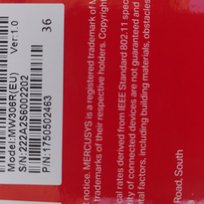 36
Model:MW306R(EU) Ver:1.0
S/N:222A2S6002202
P/N:1750502463
notice. MERCUSYS is a registered trademark of M
trademarks of their respective holders. Copyright
cal rates derived from IEEE Standard 802.11 spec
ty of connected devices are not guaranteed and
tal factors, including building materials, obstacles
Road, South